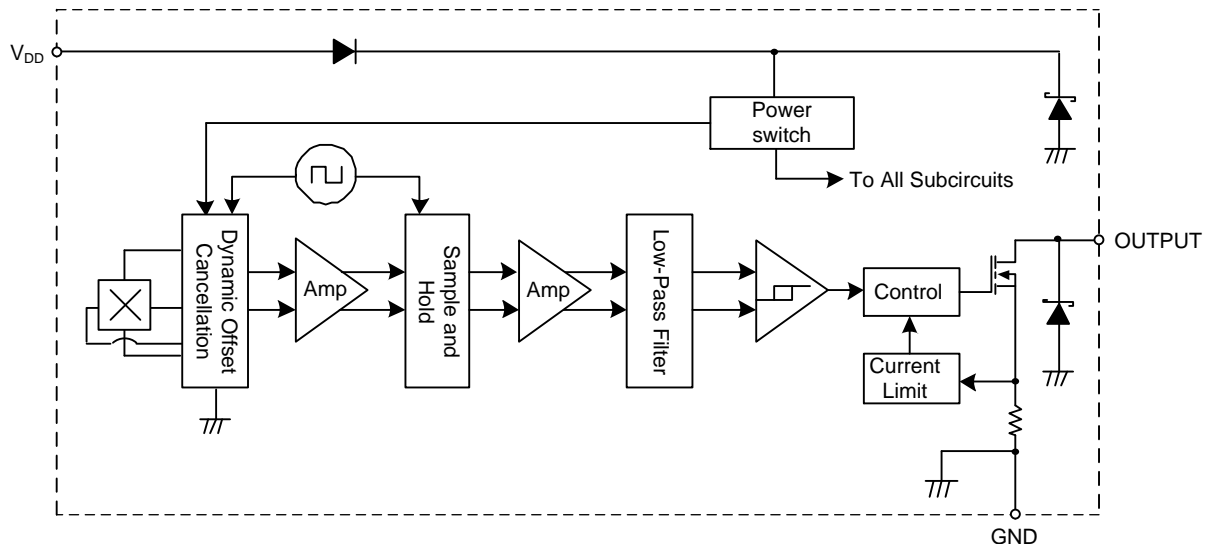 V_DD
Power
switch
To All Subcircuits
OUTPUT
Dynamic Offset
Cancellation
Amp
Sample and
Hold
Amp
Low-Pass Filter
Control
Current
Limit
GND